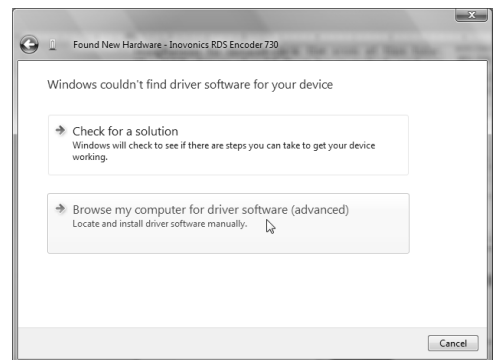 Found New Hardware - Inovonics RDS Encoder 730
Windows couldn't find driver software for your device
Check for a solution
Windows will check to see if there are steps you can take to get your device
working.
Browse my computer for driver software (advanced)
Locate and install driver software manually.
Cancel